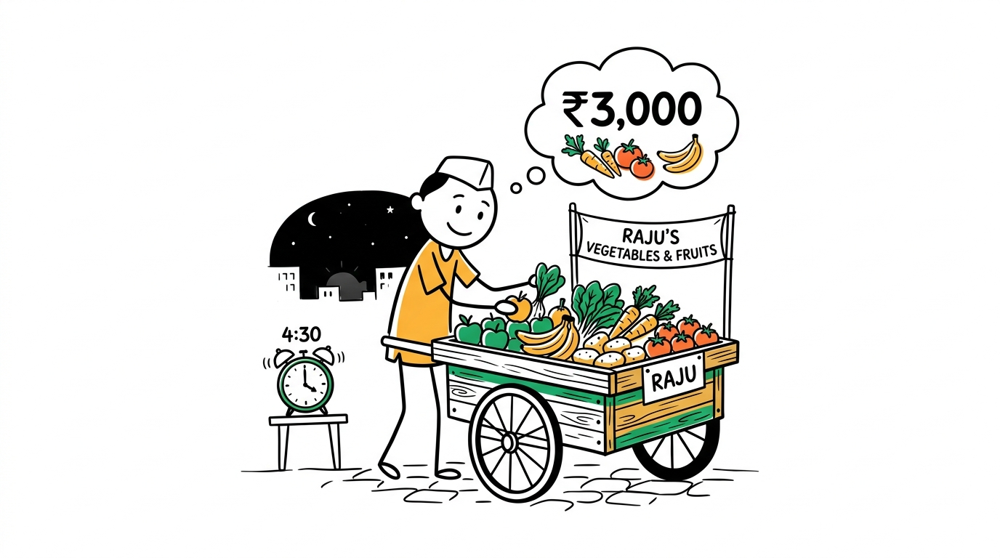 ₹3,000
RAJU'S
VEGETABLES & FRUITS
4:30
RAJU